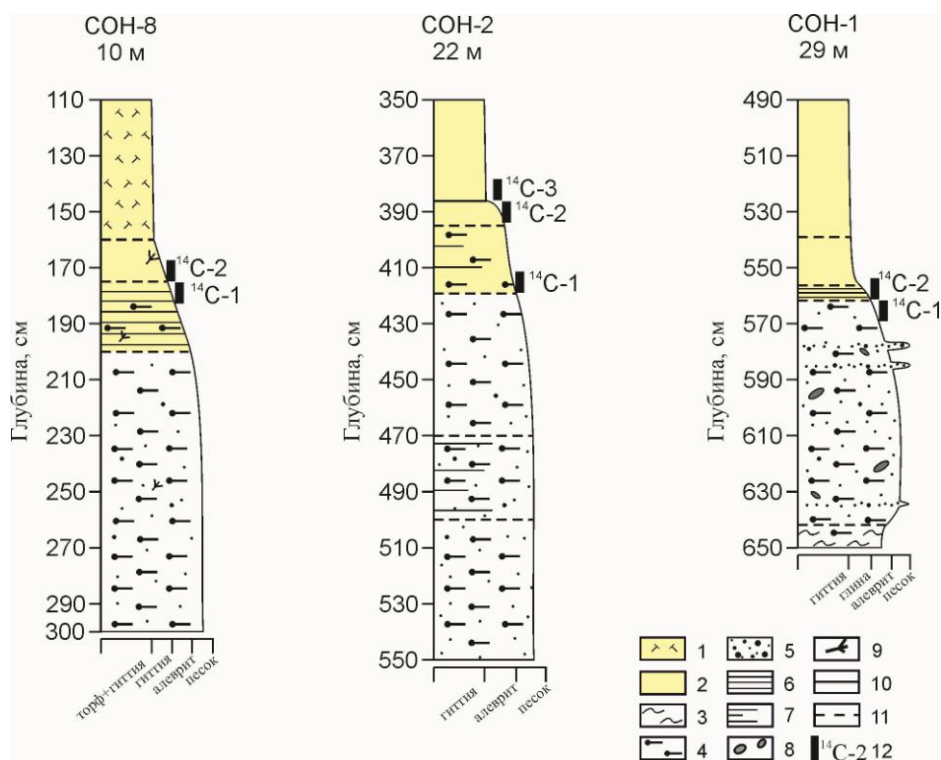 СОН-8
10 м
СОН-2
22 м
СОН-1
29 м
Глубина, см
110
130
150
170
190
210
230
250
270
290
300
¹⁴С-2
¹⁴С-1
торф+гиттия
гиттия
алеврит
песок
Глубина, см
350
370
390
410
430
450
470
490
510
530
550
¹⁴С-3
¹⁴С-2
¹⁴С-1
гиттия
алеврит
песок
Глубина, см
490
510
530
550
570
590
610
630
650
¹⁴С-2
¹⁴С-1
гиттия
глина
алеврит
песок
1
2
3
4
5
6
7
8
9
10
11
¹⁴С-2 12